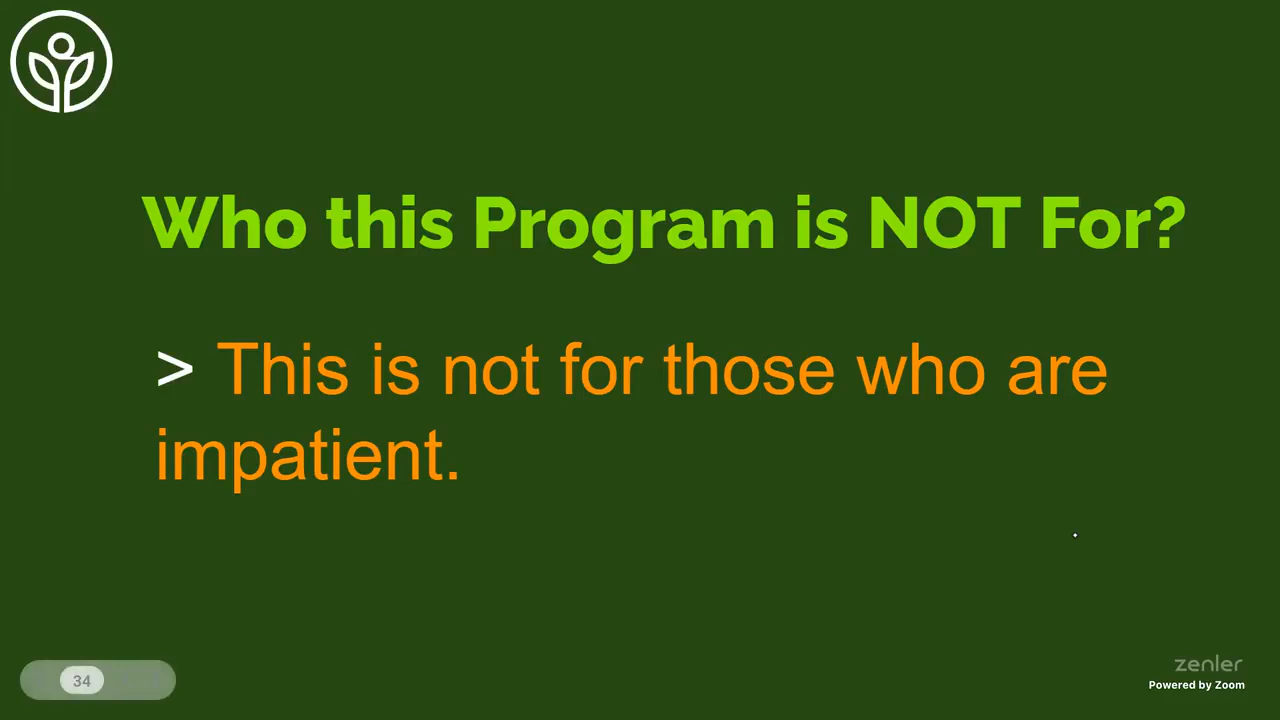 Who this Program is NOT For?
> This is not for those who are
impatient.
34
zenler
Powered by Zoom